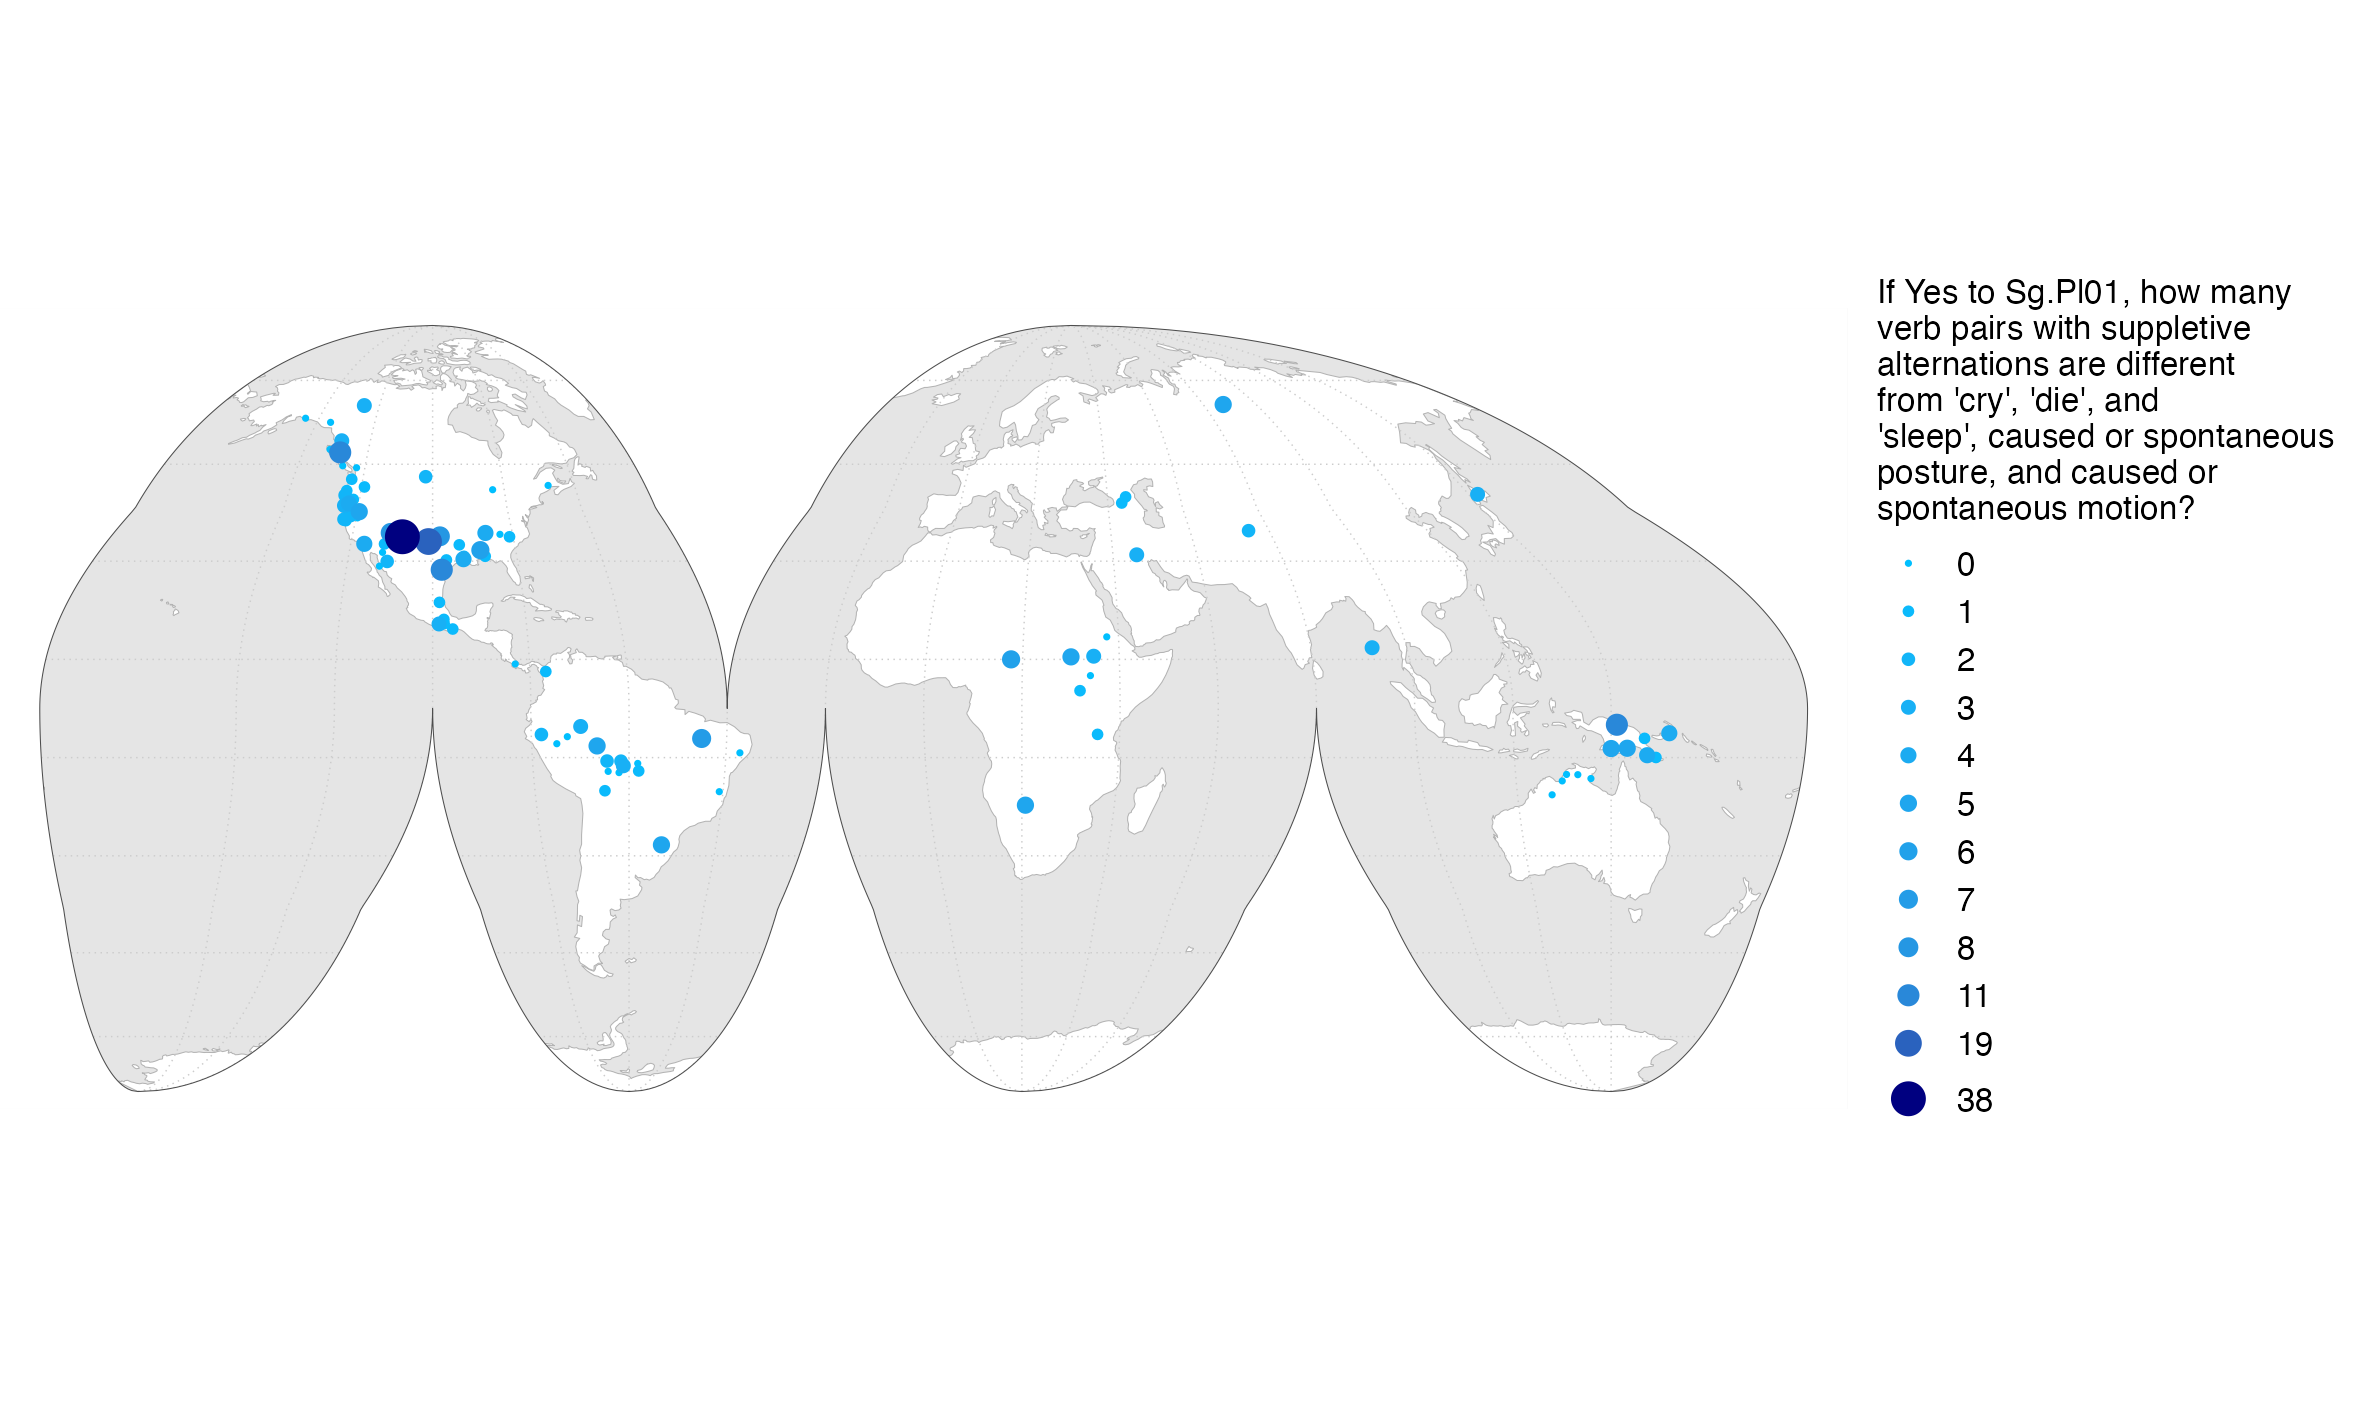 If Yes to Sg.Pl01, how many
verb pairs with suppletive
alternations are different
from 'cry', 'die', and
'sleep', caused or spontaneous
posture, and caused or
spontaneous motion?
0
1
2
3
4
5
6
7
8
11
19
38